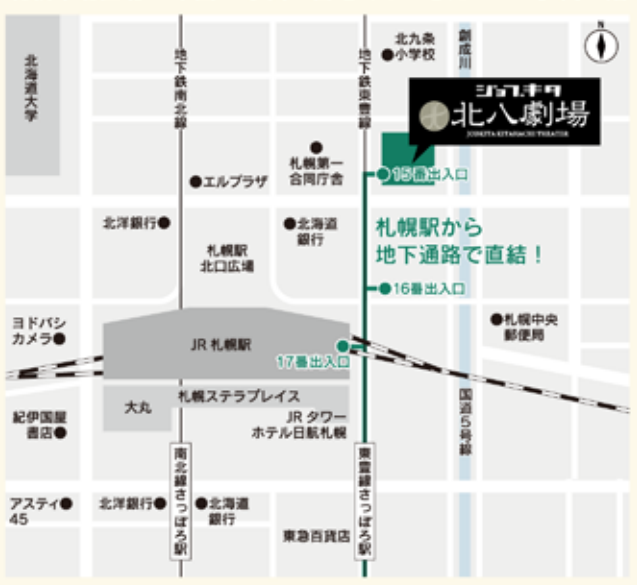 N
北九条
●小学校
創成川
北海道大学
地下鉄南北線
地下鉄東豊線
ジョブキタ
北八劇場
JOBKITA KITAHACHI THEATER
札幌第一
合同庁舎
●エルプラザ
15番出入口
北洋銀行●
●北海道
銀行
札幌駅
北口広場
札幌駅から
地下通路で直結！
16番出入口
ヨドバシ
カメラ●
JR 札幌駅
17番出入口
●札幌中央
郵便局
大丸
札幌ステラプレイス
JR タワー
ホテル日航札幌
紀伊国屋
書店●
国道5号線
南北線さっぽろ駅
東豊線さっぽろ駅
アスティ●
45
北洋銀行●
●北海道
銀行
東急百貨店